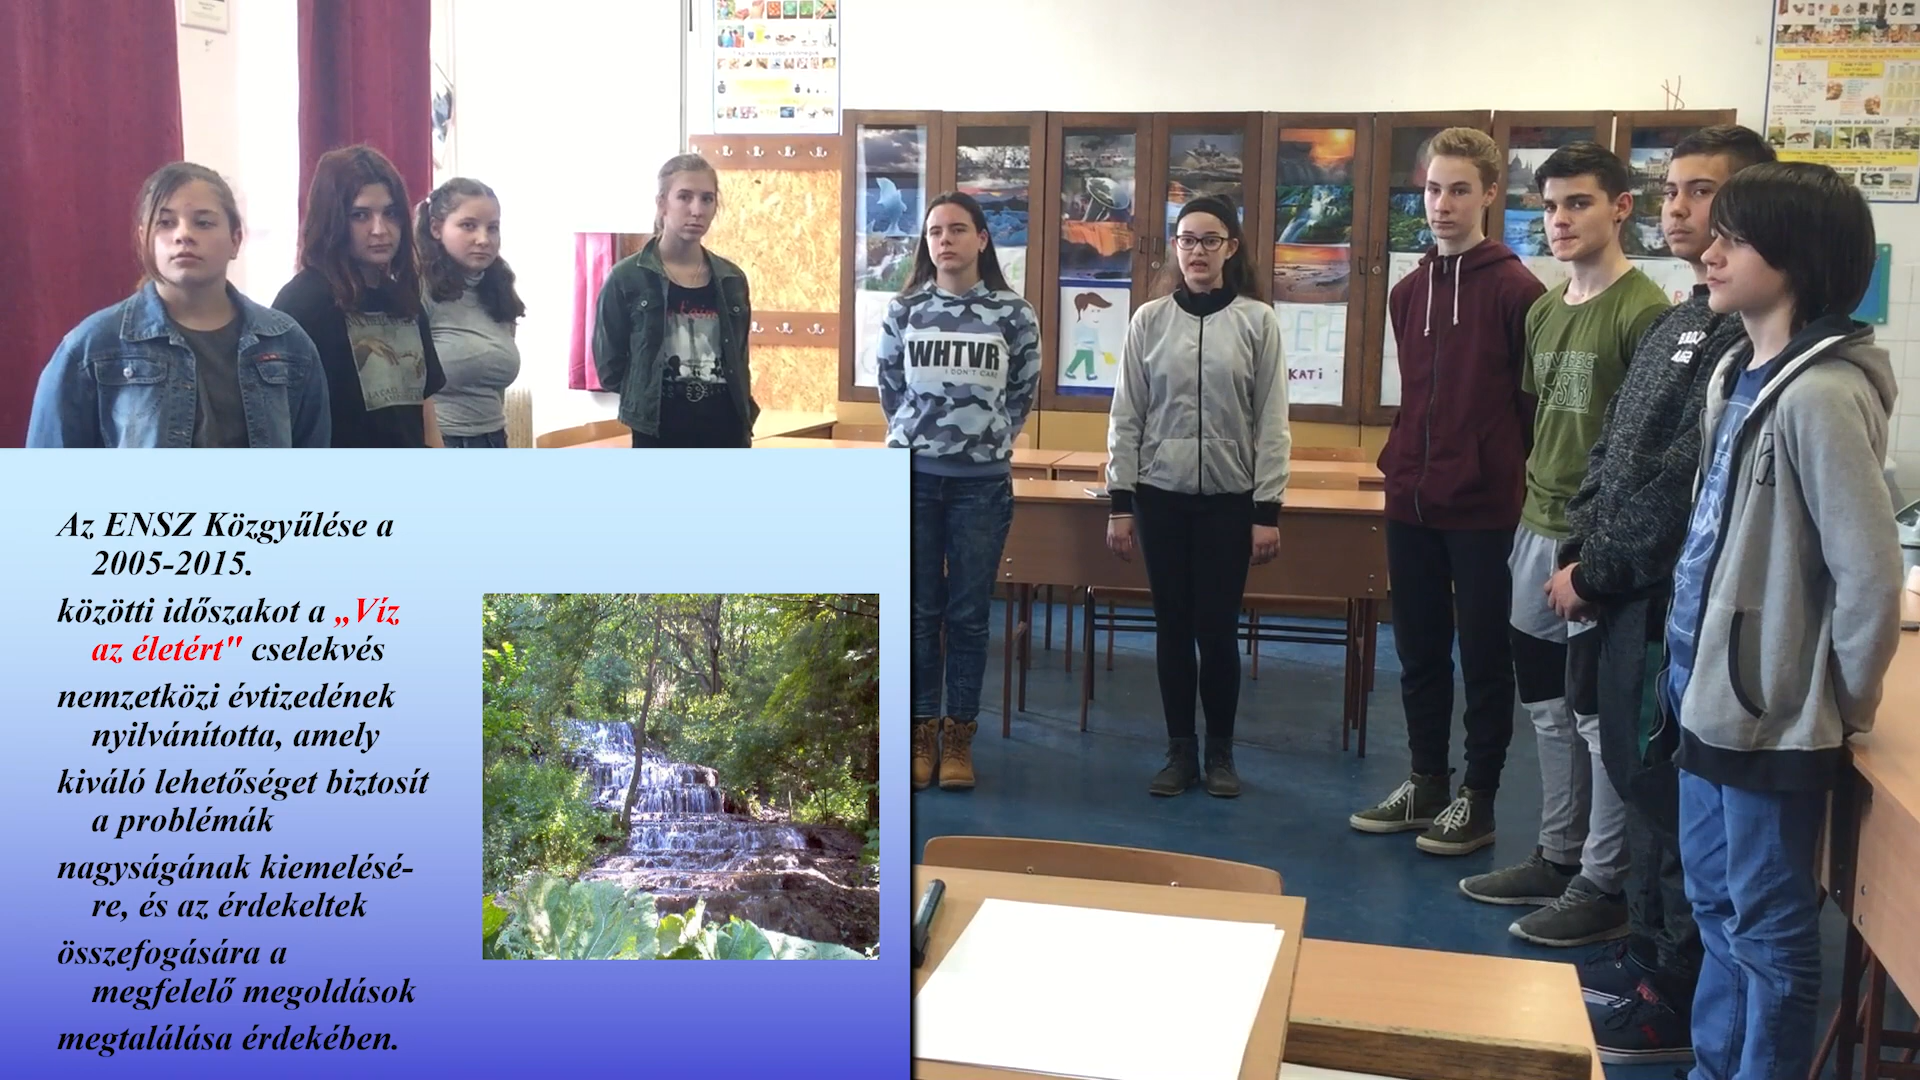 Az ENSZ Közgyűlése a
2005-2015.
közötti időszakot a „Víz
az életért" cselekvés
nemzetközi évtizedének
nyilvánította, amely
kiváló lehetőséget biztosít
a problémák
nagyságának kiemelésé-
re, és az érdekeltek
összefogására a
megfelelő megoldások
megtalálása érdekében.
WHTVR
I DON'T CARE
KATI